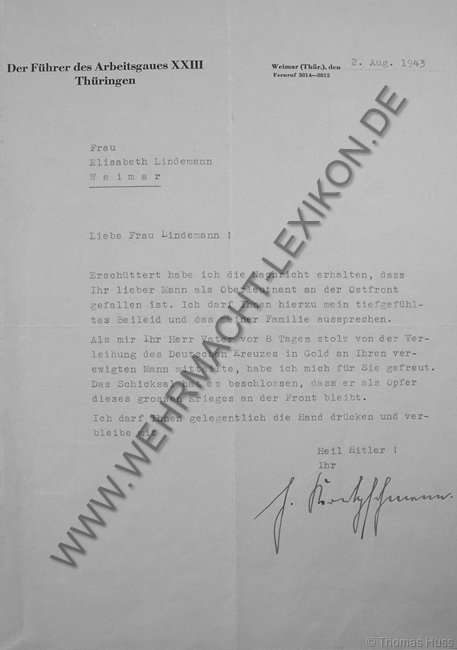 Der Führer des Arbeitsgaues XXIII
Thüringen
Weimar (Thür.), den 2. Aug. 1943
Fernruf 3814—3815
Frau
Elisabeth Lindemann
Weimar
Liebe Frau Lindemann !
Erschüttert habe ich die Nachricht erhalten, dass
Ihr lieber Mann als Oberleutnant an der Ostfront
gefallen ist. Ich darf Ihnen hierzu mein tiefgefühl-
tes Beileid und das meiner Familie aussprechen.
Als mir Ihr Herr Vater vor 8 Tagen stolz von der Ver-
leihung des Deutschen Kreuzes in Gold an Ihren ver-
ewigten Mann mitteilte, habe ich mich für Sie gefreut.
Das Schicksal hat es beschlossen, dass er als Opfer
dieses grossen Krieges an der Front bleibt.
Ich darf Ihnen gelegentlich die Hand drücken und ver-
bleibe mit
Heil Hitler !
Ihr
WWW.WEHRMACHT-LEXIKON.DE
© Thomas Huss